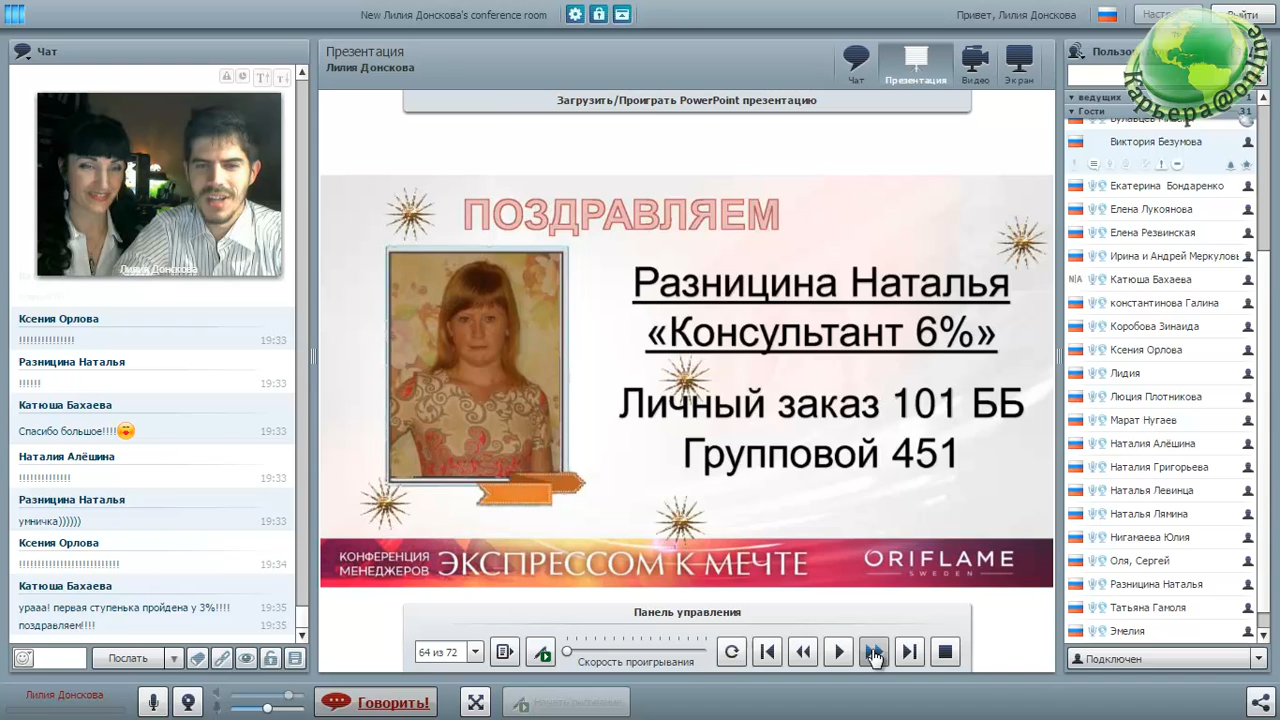 New Лилия Донскова's conference room
Привет, Лилия Донскова
Выйти
Чат
Лилия Донскова
Ксения Орлова
!!!!!!!!!!!!!!! 19:33
Разницина Наталья
!!!!!! 19:33
Катюша Бахаева
Спасибо большое!!!! 19:33
Наталия Алёшина
!!!!!!!!!!!!!! 19:33
Разницина Наталья
умничка)))))) 19:33
Ксения Орлова
!!!!!!!!!!!!!!!!!!!!!!!!!!!! 19:34
Катюша Бахаева
урааа! первая ступенька пройдена у 3%!!!! 19:35
поздравляем!!!! 19:35
Послать
Презентация
Лилия Донскова
Чат
Презентация
Видео
Экран
Загрузить/Проиграть PowerPoint презентацию
ПОЗДРАВЛЯЕМ
Разницина Наталья
«Консультант 6%»
Личный заказ 101 ББ
Групповой 451
КОНФЕРЕНЦИЯ
МЕНЕДЖЕРОВ
ЭКСПРЕССОМ К МЕЧТЕ
ORIFLAME
SWEDEN
Панель управления
64 из 72
Скорость проигрывания
Карьера@online
ведущих 1
Гости 31
Виктория Безумова
Екатерина Бондаренко
Елена Лукоянова
Елена Резвинская
Ирина и Андрей Меркуловы
N/A Катюша Бахаева
константинова Галина
Коробова Зинаида
Ксения Орлова
Лидия
Люция Плотникова
Марат Нугаев
Наталия Алёшина
Наталия Григорьева
Наталья Левинца
Наталья Лямина
Нигамаева Юлия
Оля, Сергей
Разницина Наталья
Татьяна Гамоля
Эмелия
Подключен
Лилия Донскова
Говорить!